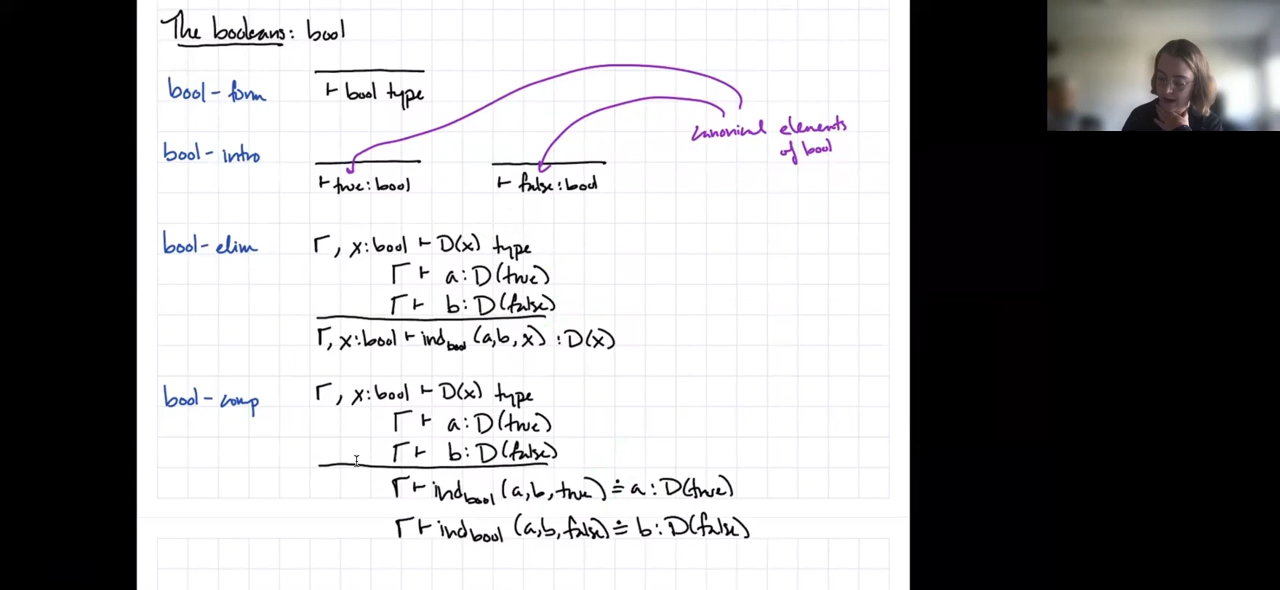 The booleans: bool
bool-form
⊢ bool type
canonical elements
of bool
bool-intro
⊢ true : bool
⊢ false : bool
bool-elim
Γ, x : bool ⊢ D(x) type
Γ ⊢ a : D(true)
Γ ⊢ b : D(false)
Γ, x : bool ⊢ ind_bool (a, b, x) : D(x)
bool-comp
Γ, x : bool ⊢ D(x) type
Γ ⊢ a : D(true)
Γ ⊢ b : D(false)
Γ ⊢ ind_bool (a, b, true) ≐ a : D(true)
Γ ⊢ ind_bool (a, b, false) ≐ b : D(false)